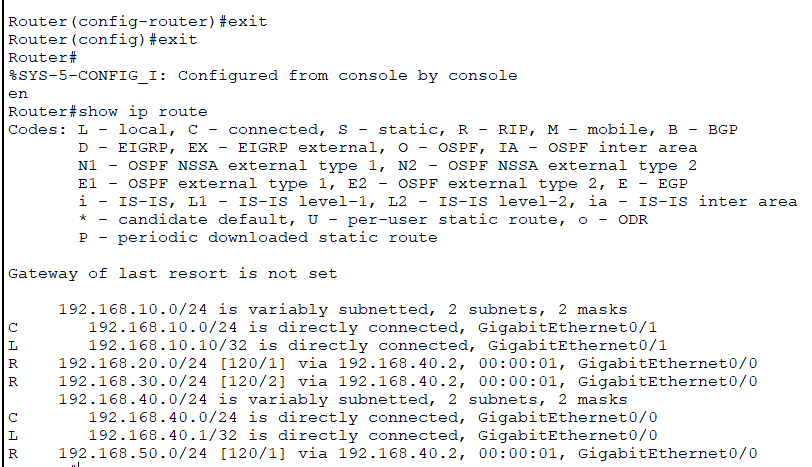 Router(config-router)#exit
Router(config)#exit
Router#
%SYS-5-CONFIG_I: Configured from console by console
en
Router#show ip route
Codes: L - local, C - connected, S - static, R - RIP, M - mobile, B - BGP
       D - EIGRP, EX - EIGRP external, O - OSPF, IA - OSPF inter area
       N1 - OSPF NSSA external type 1, N2 - OSPF NSSA external type 2
       E1 - OSPF external type 1, E2 - OSPF external type 2, E - EGP
       i - IS-IS, L1 - IS-IS level-1, L2 - IS-IS level-2, ia - IS-IS inter area
       * - candidate default, U - per-user static route, o - ODR
       P - periodic downloaded static route

Gateway of last resort is not set

     192.168.10.0/24 is variably subnetted, 2 subnets, 2 masks
C       192.168.10.0/24 is directly connected, GigabitEthernet0/1
L       192.168.10.10/32 is directly connected, GigabitEthernet0/1
R    192.168.20.0/24 [120/1] via 192.168.40.2, 00:00:01, GigabitEthernet0/0
R    192.168.30.0/24 [120/2] via 192.168.40.2, 00:00:01, GigabitEthernet0/0
     192.168.40.0/24 is variably subnetted, 2 subnets, 2 masks
C       192.168.40.0/24 is directly connected, GigabitEthernet0/0
L       192.168.40.1/32 is directly connected, GigabitEthernet0/0
R    192.168.50.0/24 [120/1] via 192.168.40.2, 00:00:01, GigabitEthernet0/0